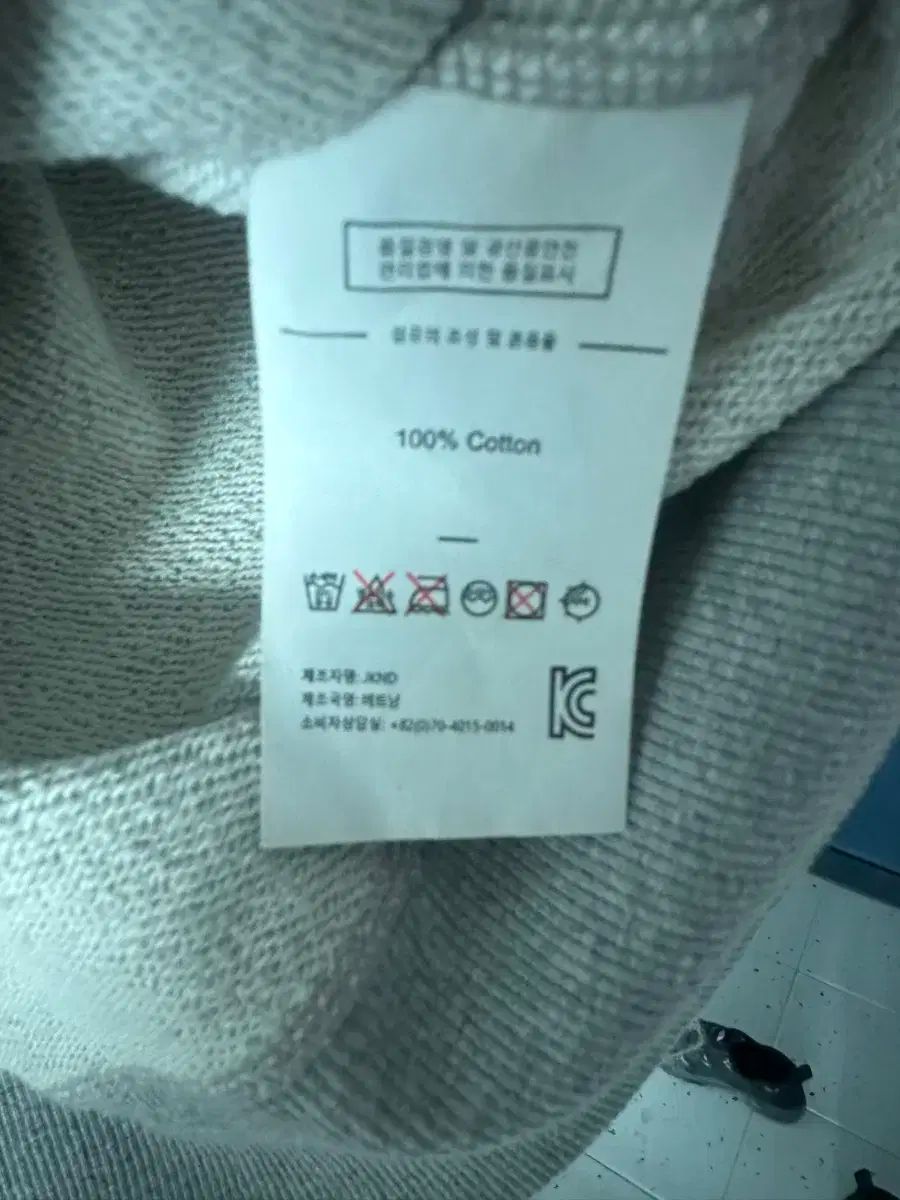 품질경영 및 공산품안전
관리법에 의한 품질표시
섬유의 조성 및 혼용율
100% Cotton
제조자명: JKND
제조국명: 베트남
소비자상담실: +82(0)70-4015-0014